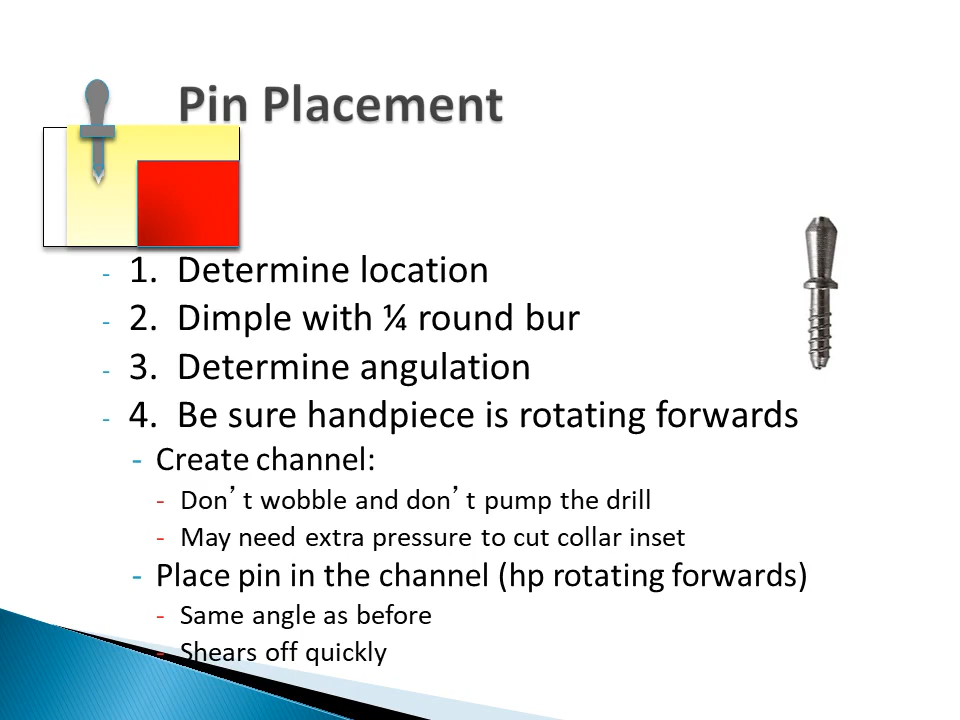 Pin Placement
- 1. Determine location
- 2. Dimple with ¼ round bur
- 3. Determine angulation
- 4. Be sure handpiece is rotating forwards
- Create channel:
- Don’t wobble and don’t pump the drill
- May need extra pressure to cut collar inset
- Place pin in the channel (hp rotating forwards)
- Same angle as before
- Shears off quickly